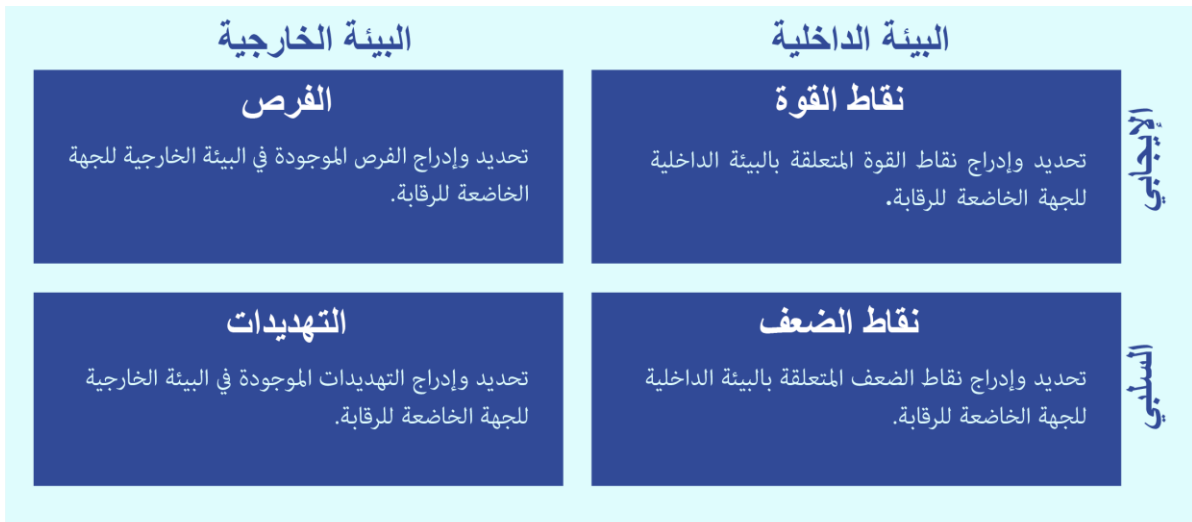 البيئة الداخلية
البيئة الخارجية
الإيجابي
نقاط القوة
تحديد وإدراج نقاط القوة المتعلقة بالبيئة الداخلية
للجهة الخاضعة للرقابة.
الفرص
تحديد وإدراج الفرص الموجودة في البيئة الخارجية للجهة
الخاضعة للرقابة.
السلبي
نقاط الضعف
تحديد وإدراج نقاط الضعف المتعلقة بالبيئة الداخلية
للجهة الخاضعة للرقابة.
التهديدات
تحديد وإدراج التهديدات الموجودة في البيئة الخارجية
للجهة الخاضعة للرقابة.